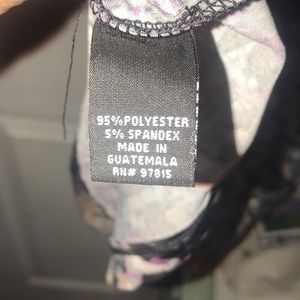 95%POLYESTER
5% SPANDEX
MADE IN
GUATEMALA
RN# 97815